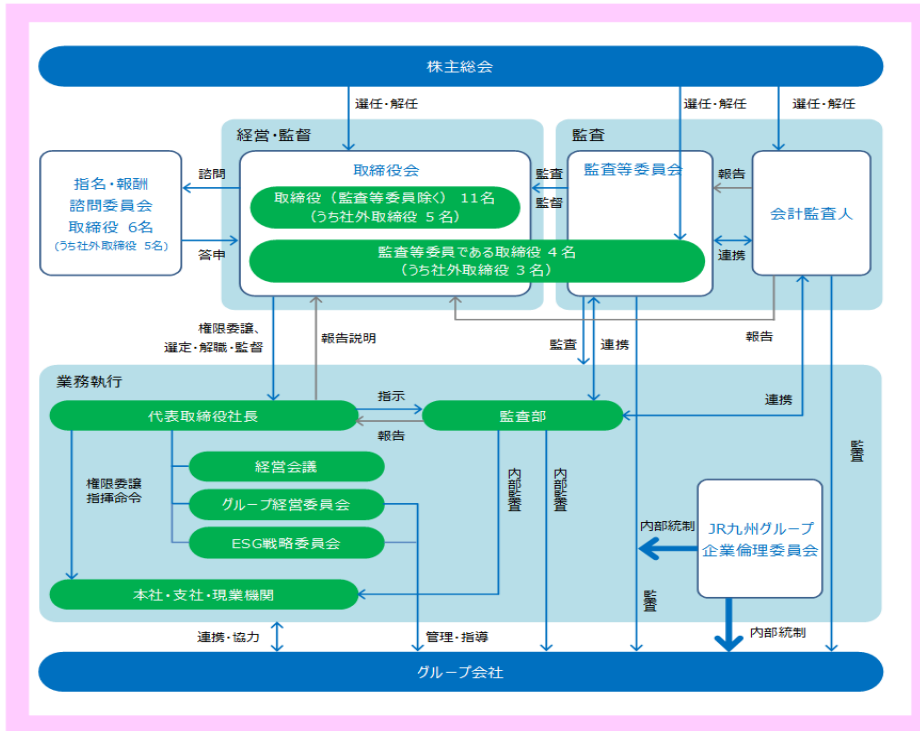 株主総会
選任・解任
選任・解任
選任・解任
経営・監督
監査
指名・報酬
諮問委員会
取締役 6名
(うち社外取締役 5名)
諮問
答申
取締役会
取締役（監査等委員除く） 11名
（うち社外取締役 5 名）
監査等委員である取締役 4 名
（うち社外取締役 3 名）
監査
監督
監査等委員会
報告
連携
会計監査人
権限委譲、
選定・解職・監督
報告説明
監査
連携
報告
業務執行
代表取締役社長
指示
報告
監査部
連携
監査
経営会議
グループ経営委員会
ESG戦略委員会
権限委譲
指揮命令
内部監査
内部監査
内部統制
JR九州グループ
企業倫理委員会
監査
本社・支社・現業機関
連携・協力
管理・指導
内部統制
グループ会社